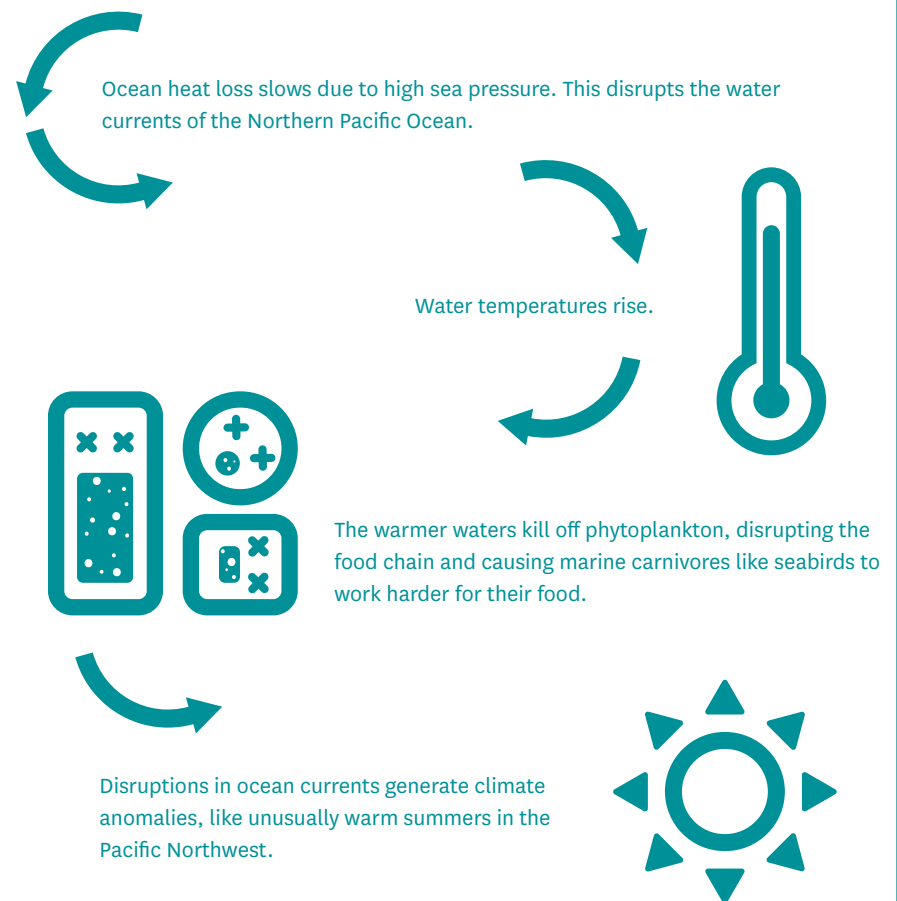 Ocean heat loss slows due to high sea pressure. This disrupts the water
currents of the Northern Pacific Ocean.
Water temperatures rise.
The warmer waters kill off phytoplankton, disrupting the
food chain and causing marine carnivores like seabirds to
work harder for their food.
Disruptions in ocean currents generate climate
anomalies, like unusually warm summers in the
Pacific Northwest.